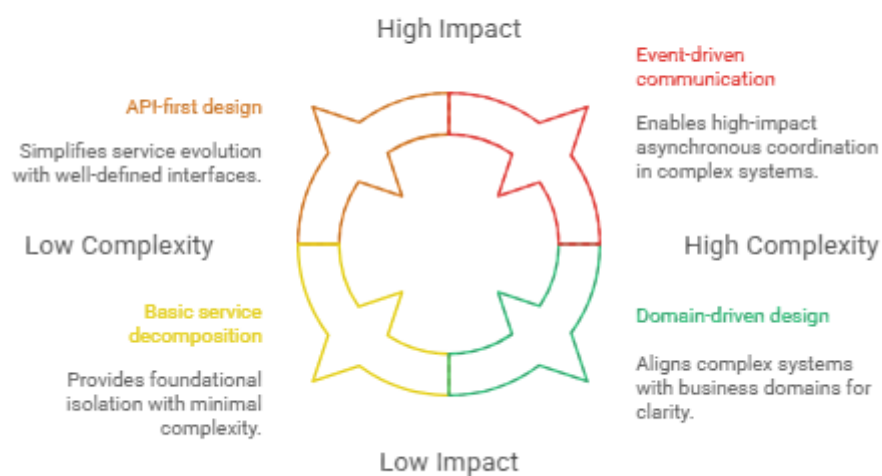 High Impact
API-first design
Simplifies service evolution
with well-defined interfaces.
Event-driven
communication
Enables high-impact
asynchronous coordination
in complex systems.
Low Complexity
High Complexity
Basic service
decomposition
Provides foundational
isolation with minimal
complexity.
Domain-driven design
Aligns complex systems
with business domains for
clarity.
Low Impact